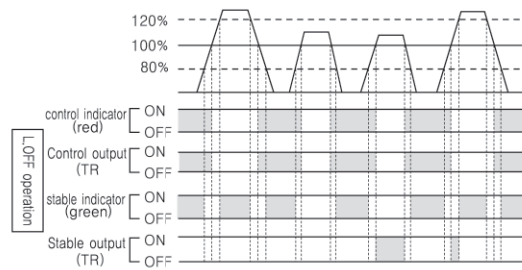 120%
100%
80%
control indicator ON
(red) OFF
Control output ON
(TR OFF
L.OFF operation
stable indicator ON
(green) OFF
Stable output ON
(TR) OFF